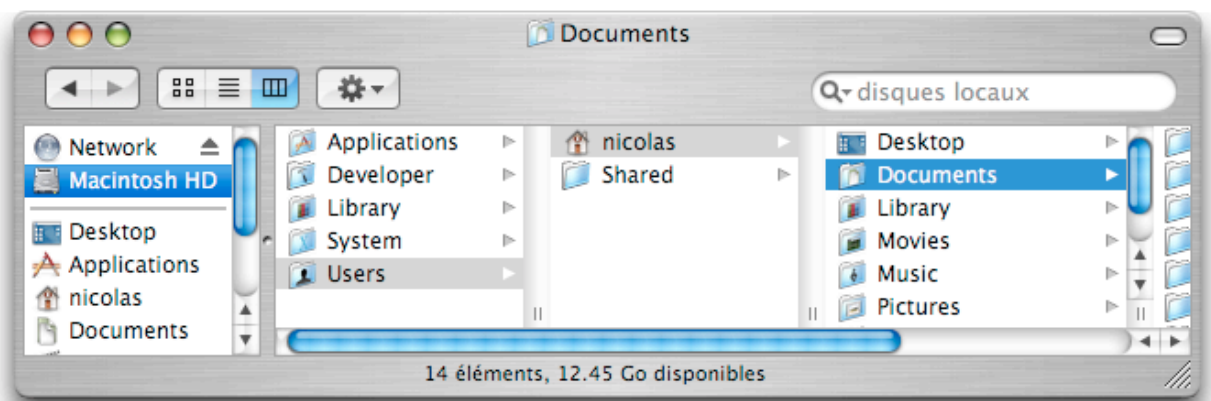 Documents
disques locaux
Network
Macintosh HD
Desktop
Applications
nicolas
Documents
Applications
Developer
Library
System
Users
nicolas
Shared
Desktop
Documents
Library
Movies
Music
Pictures
14 éléments, 12.45 Go disponibles